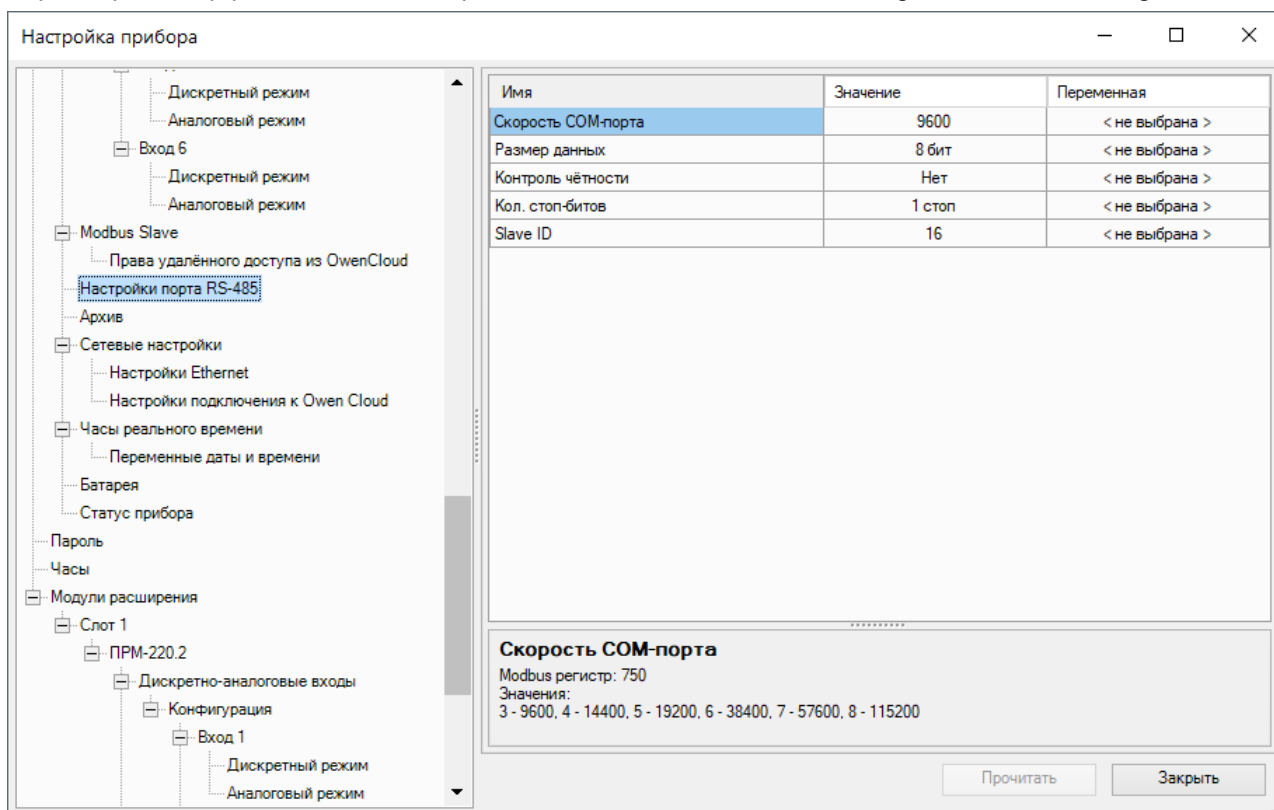 Настройка прибора
Дискретный режим
Аналоговый режим
Вход 6
Дискретный режим
Аналоговый режим
Modbus Slave
Права удалённого доступа из OwenCloud
Настройки порта RS-485
Архив
Сетевые настройки
Настройки Ethernet
Настройки подключения к Owen Cloud
Часы реального времени
Переменные даты и времени
Батарея
Статус прибора
Пароль
Часы
Модули расширения
Слот 1
ПРМ-220.2
Дискретно-аналоговые входы
Конфигурация
Вход 1
Дискретный режим
Аналоговый режим
Имя Значение Переменная
Скорость COM-порта 9600 < не выбрана >
Размер данных 8 бит < не выбрана >
Контроль чётности Нет < не выбрана >
Кол. стоп-битов 1 стоп < не выбрана >
Slave ID 16 < не выбрана >
Скорость COM-порта
Modbus регистр: 750
Значения:
3 - 9600, 4 - 14400, 5 - 19200, 6 - 38400, 7 - 57600, 8 - 115200
Прочитать Закрыть